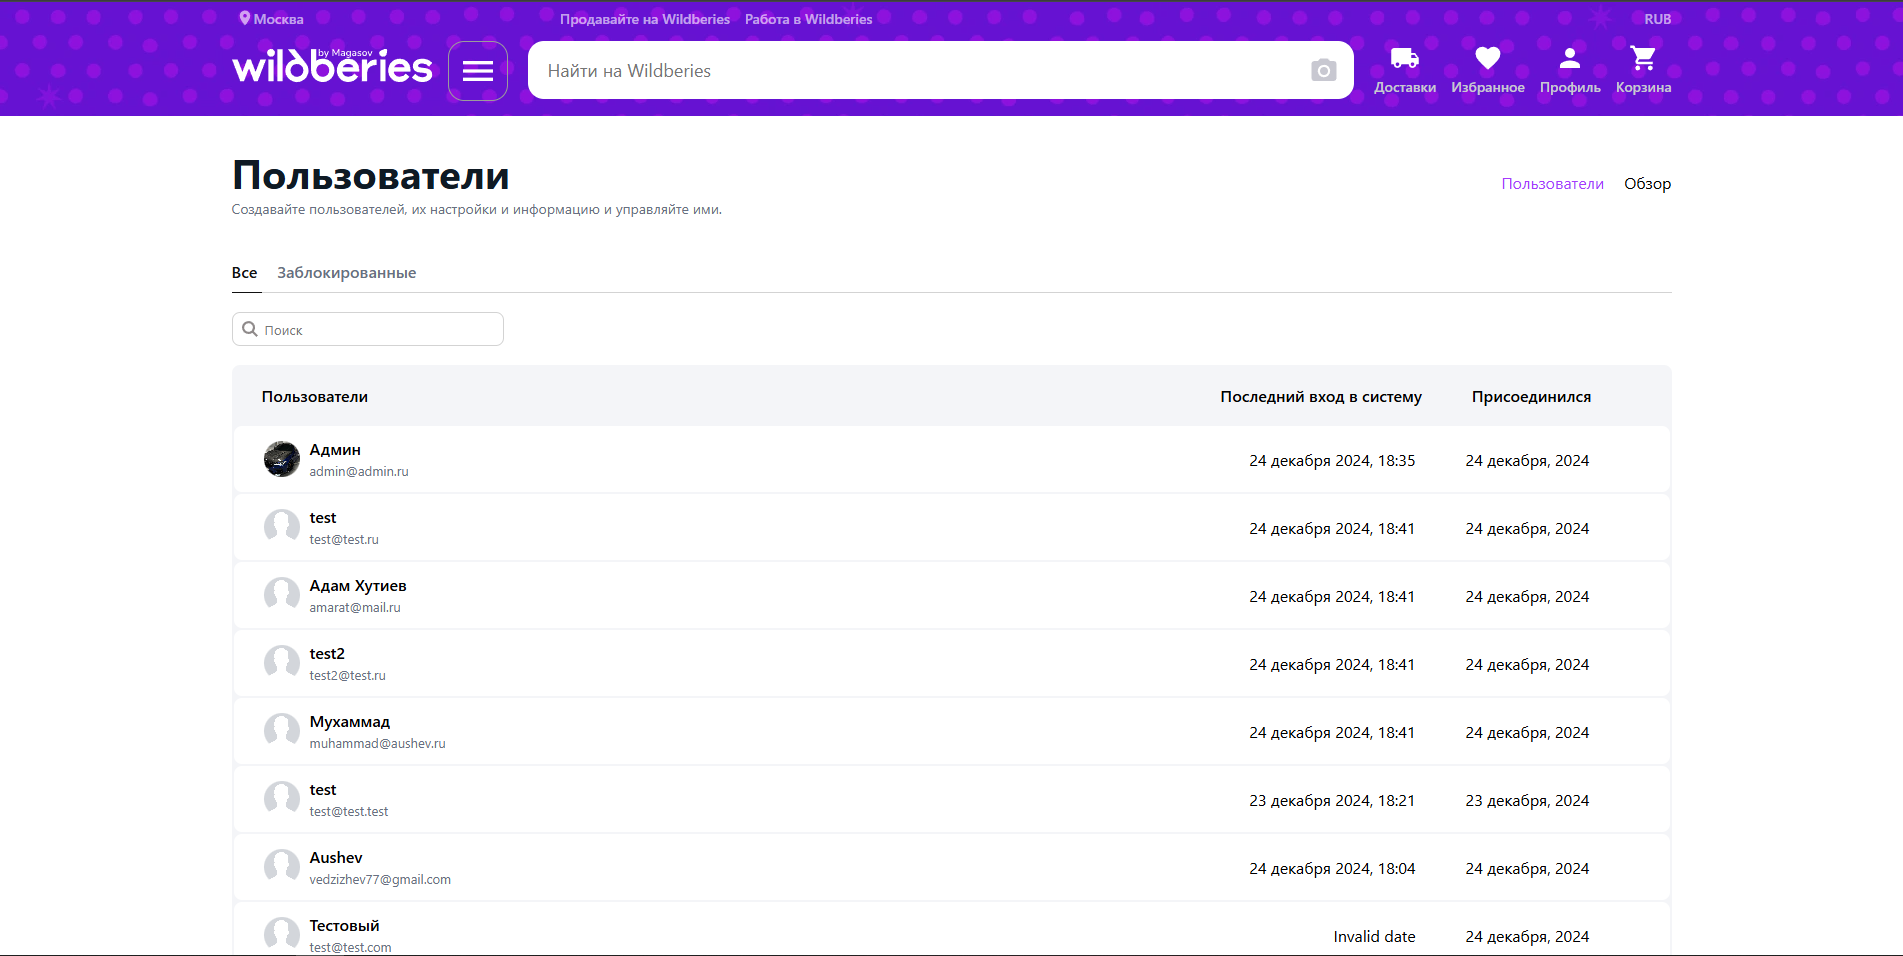 Москва
Продавайте на Wildberries Работа в Wildberries
RUB
by Magasov
wildberies
Найти на Wildberries
Доставки Избранное Профиль Корзина
Пользователи
Создавайте пользователей, их настройки и информацию и управляйте ими.
Пользователи Обзор
Все Заблокированные
Поиск
Пользователи Последний вход в систему Присоединился
Админ
admin@admin.ru
24 декабря 2024, 18:35 24 декабря, 2024
test
test@test.ru
24 декабря 2024, 18:41 24 декабря, 2024
Адам Хутиев
amarat@mail.ru
24 декабря 2024, 18:41 24 декабря, 2024
test2
test2@test.ru
24 декабря 2024, 18:41 24 декабря, 2024
Мухаммад
muhammad@aushev.ru
24 декабря 2024, 18:41 24 декабря, 2024
test
test@test.test
23 декабря 2024, 18:21 23 декабря, 2024
Aushev
vedzizhev77@gmail.com
24 декабря 2024, 18:04 24 декабря, 2024
Тестовый
test@test.com
Invalid date 24 декабря, 2024